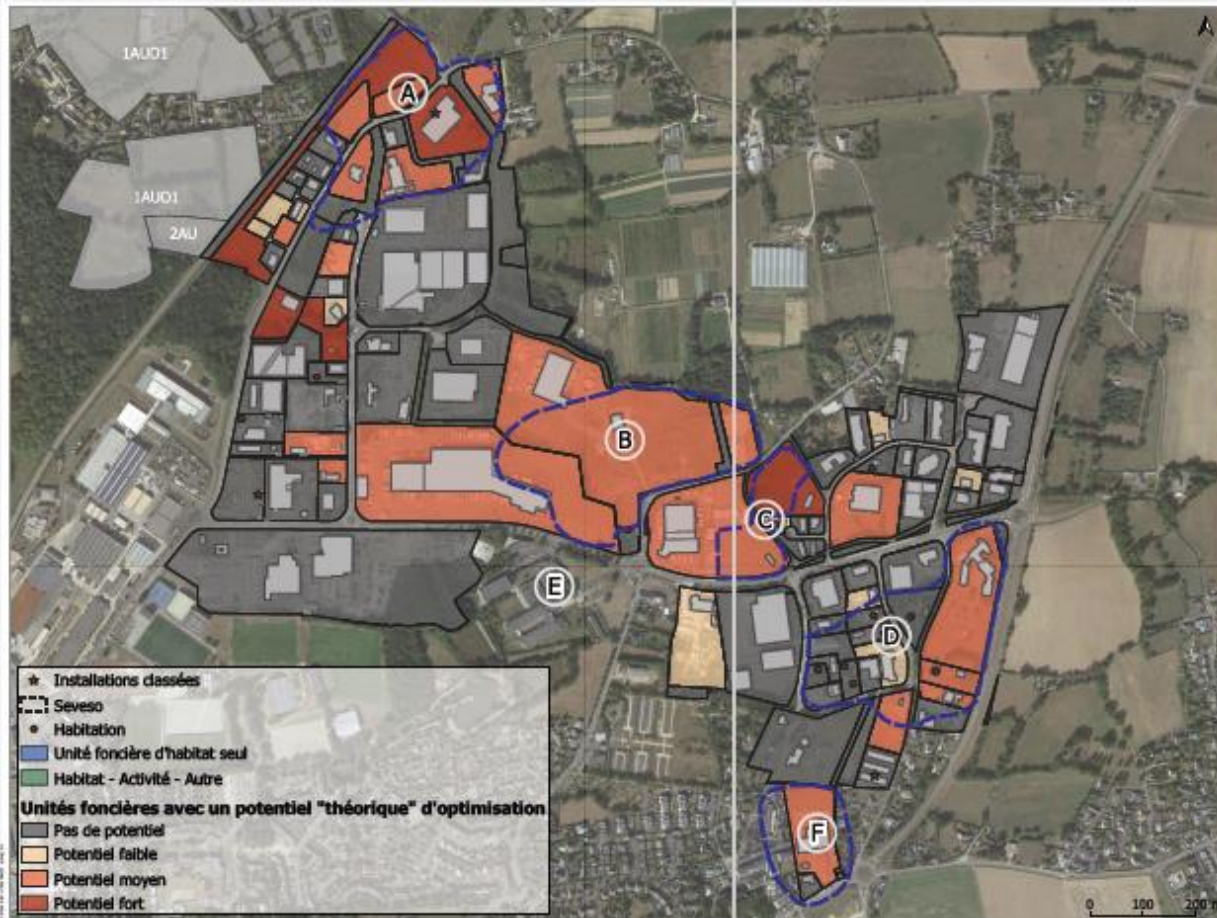 1AUO1
A
1AUO1
2AU
B
C
E
D
F
Installations classées
Seveso
Habitation
Unité foncière d'habitat seul
Habitat - Activité - Autre
Unités foncières avec un potentiel "théorique" d'optimisation
Pas de potentiel
Potentiel faible
Potentiel moyen
Potentiel fort
0 100 200 m